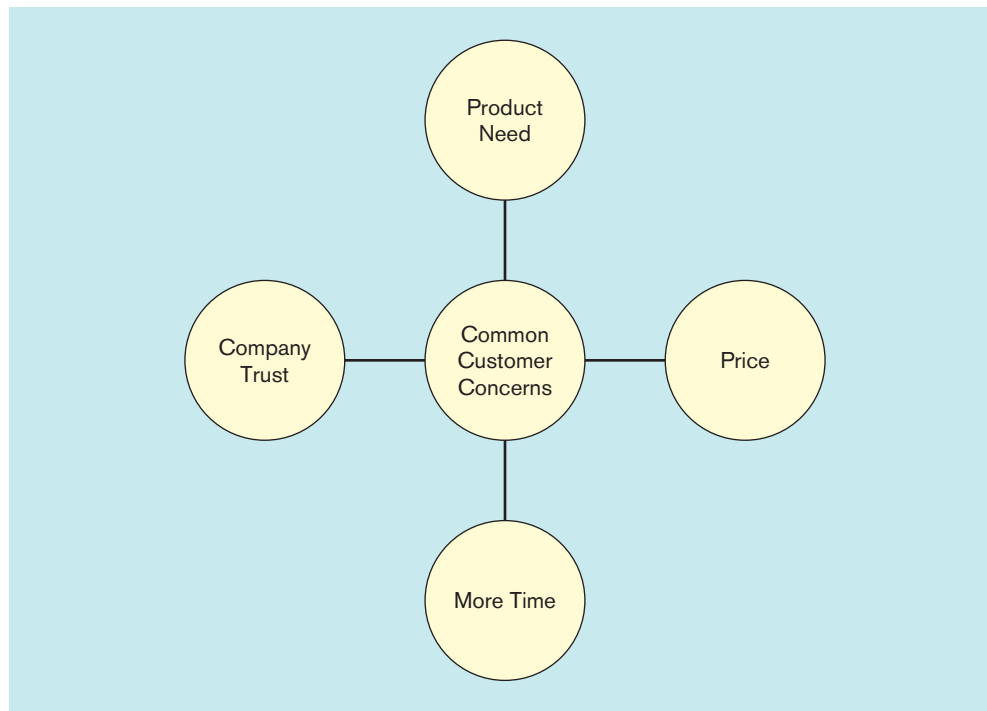 Product
Need
Company
Trust
Common
Customer
Concerns
Price
More Time